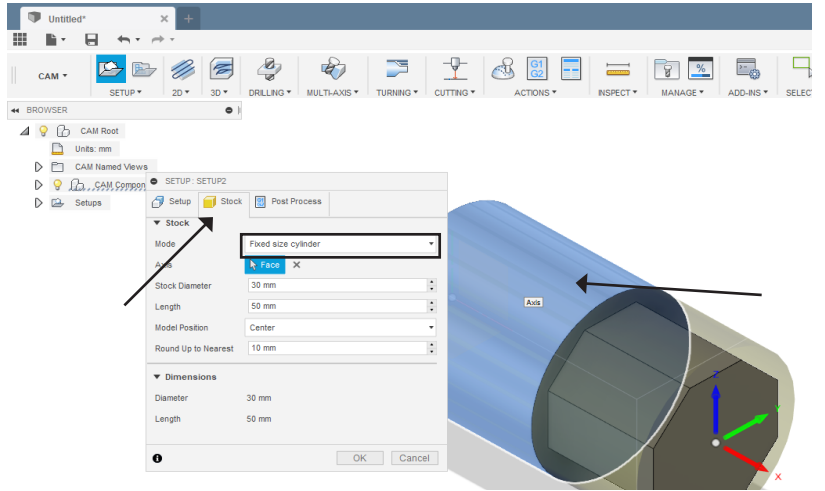 Untitled*
CAM
SETUP
2D
3D
DRILLING
MULTI-AXIS
TURNING
CUTTING
G1
G2
ACTIONS
INSPECT
%
MANAGE
ADD-INS
SELEC
BROWSER
CAM Root
Units: mm
CAM Named Views
CAM Compon
Setups
SETUP: SETUP2
Setup
Stock
Post Process
Stock
Mode
Fixed size cylinder
Axis
Face
Stock Diameter
30 mm
Length
50 mm
Model Position
Center
Round Up to Nearest
10 mm
Dimensions
Diameter
30 mm
Length
50 mm
OK
Cancel
Axis
Z
Y
X